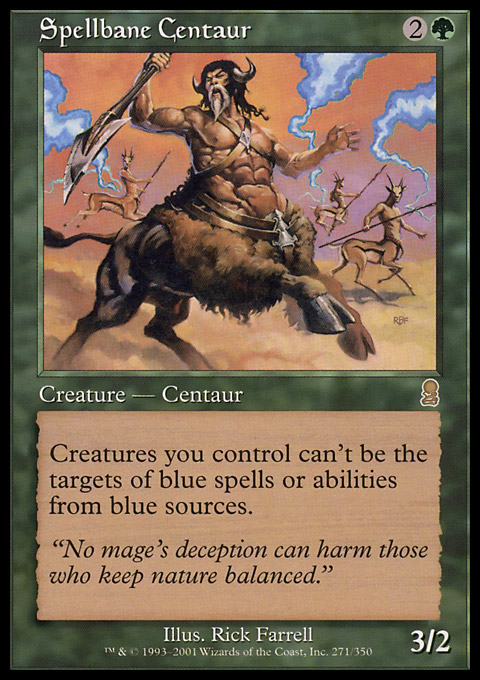 Spellbane Centaur 2
RBF
Creature — Centaur
Creatures you control can't be the
targets of blue spells or abilities
from blue sources.
“No mage's deception can harm those
who keep nature balanced.”
Illus. Rick Farrell
™ & © 1993–2001 Wizards of the Coast, Inc. 271/350
3/2